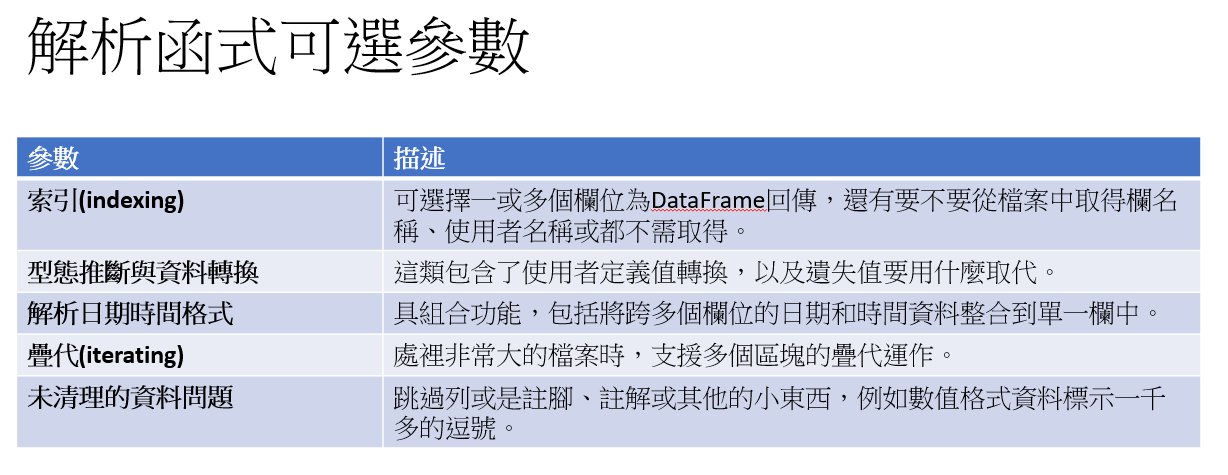 解析函式可選參數
參數
描述
索引(indexing)
可選擇一或多個欄位為DataFrame回傳，還有要不要從檔案中取得欄名
稱、使用者名稱或都不需取得。
型態推斷與資料轉換
這類包含了使用者定義值轉換，以及遺失值要用什麼取代。
解析日期時間格式
具組合功能，包括將跨多個欄位的日期和時間資料整合到單一欄中。
疊代(iterating)
處裡非常大的檔案時，支援多個區塊的疊代運作。
未清理的資料問題
跳過列或是註腳、註解或其他的小東西，例如數值格式資料標示一千
多的逗號。